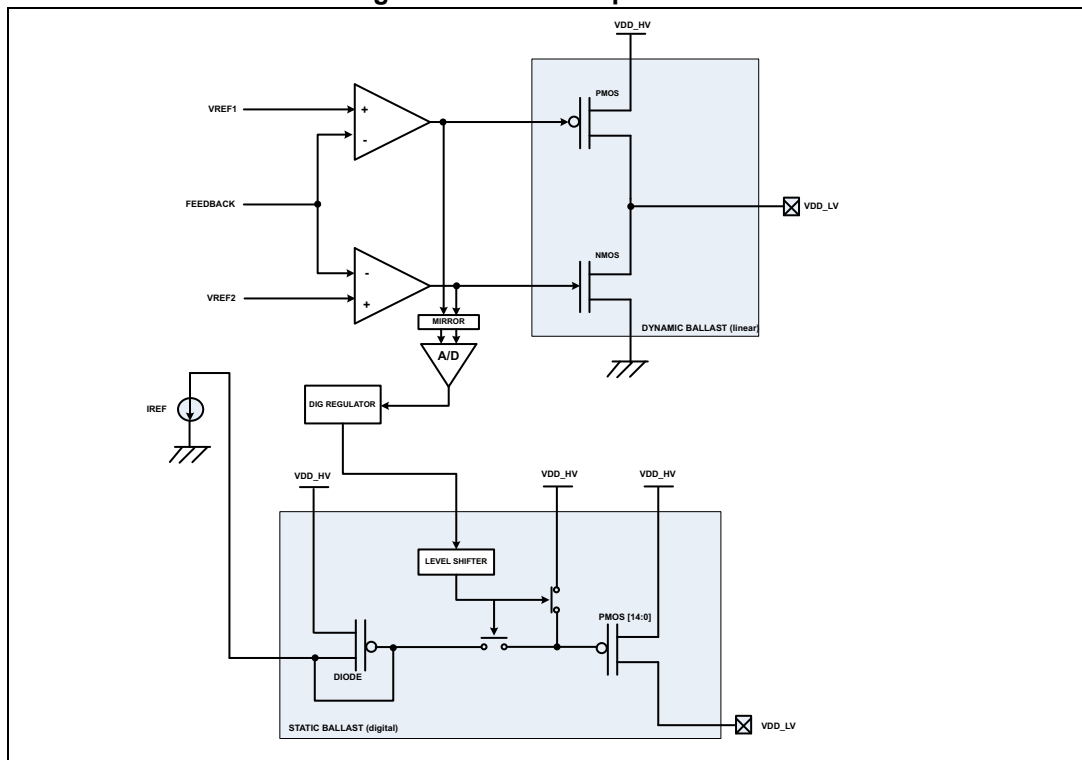 VDD_HV
PMOS
VREF1
+
-
FEEDBACK
VDD_LV
NMOS
-
VREF2
+
MIRROR
DYNAMIC BALLAST (linear)
A/D
DIG REGULATOR
IREF
VDD_HV
VDD_HV
VDD_HV
LEVEL SHIFTER
PMOS [14:0]
DIODE
STATIC BALLAST (digital)
VDD_LV